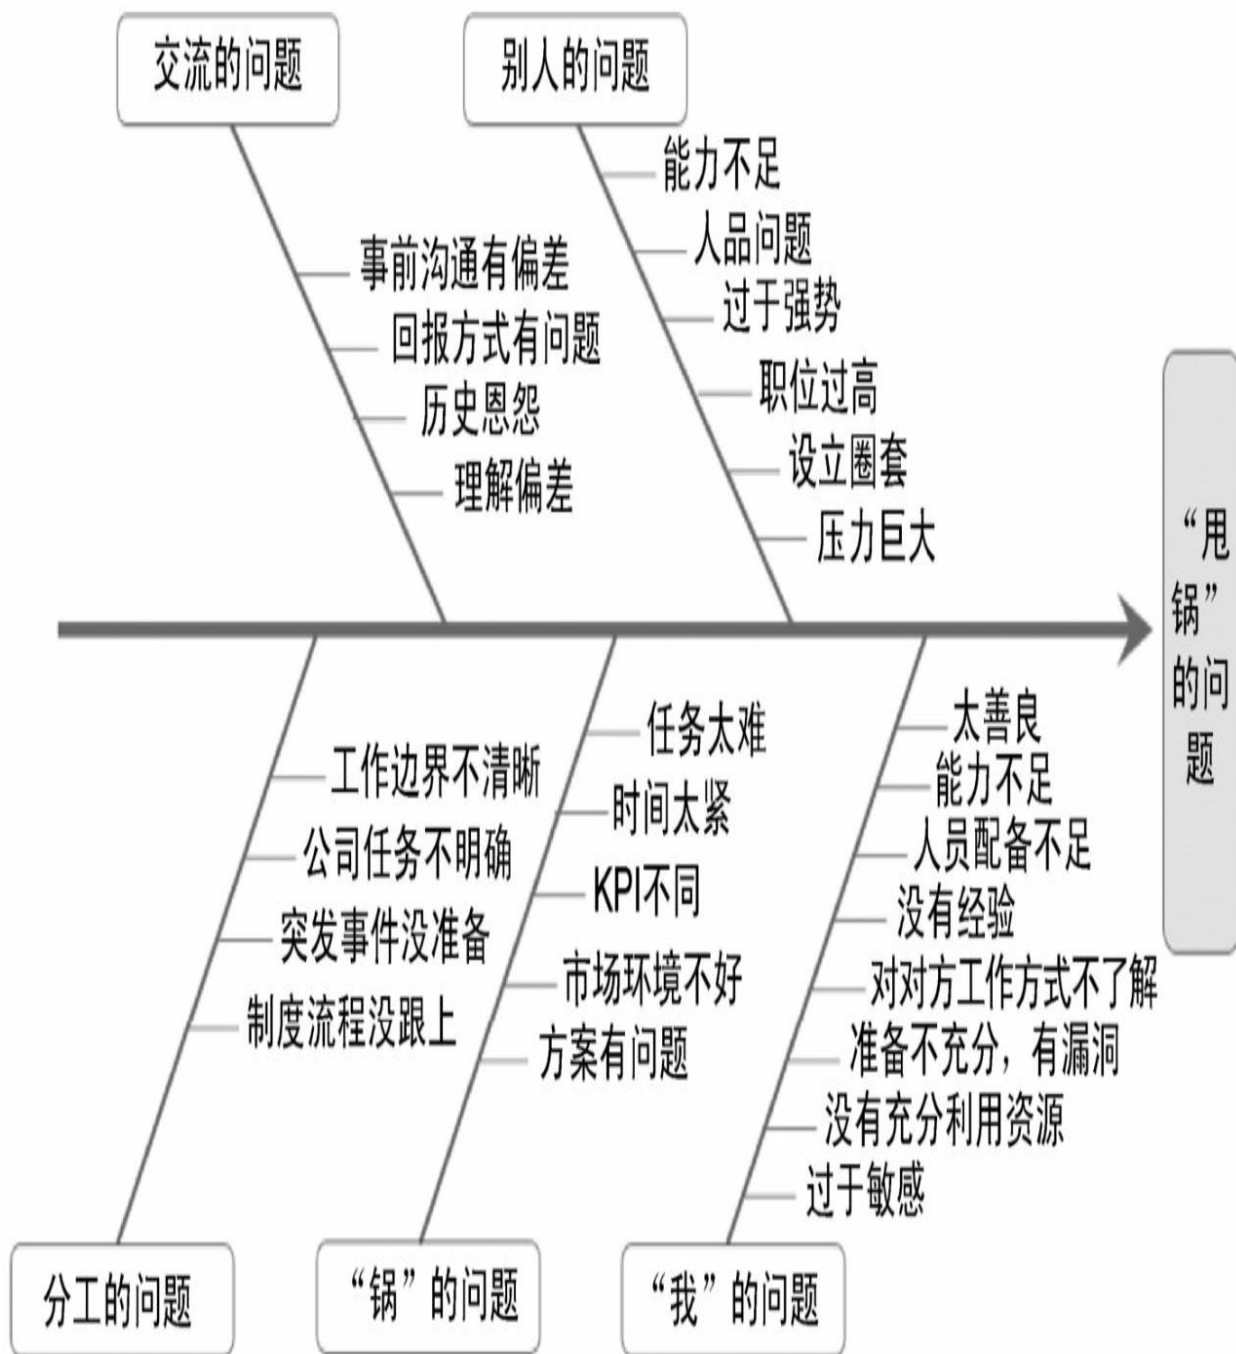 交流的问题
事前沟通有偏差
回报方式有问题
历史恩怨
理解偏差
别人的问题
能力不足
人品问题
过于强势
职位过高
设立圈套
压力巨大
分工的问题
工作边界不清晰
公司任务不明确
突发事件没准备
制度流程没跟上
“锅”的问题
任务太难
时间太紧
KPI不同
市场环境不好
方案有问题
“我”的问题
太善良
能力不足
人员配备不足
没有经验
对对方工作方式不了解
准备不充分，有漏洞
没有充分利用资源
过于敏感
“甩
锅”
的问
题